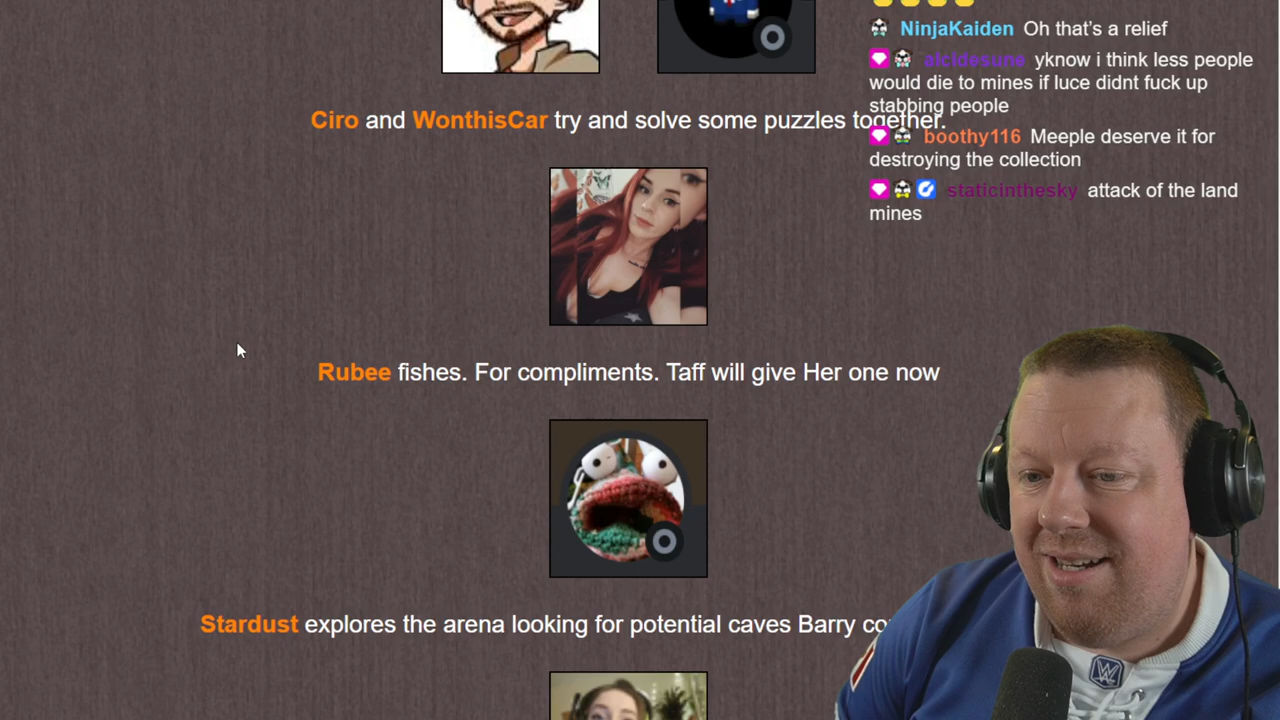 NinjaKaiden Oh that's a relief
alcidesune yknow i think less people
would die to mines if luce didnt fuck up
stabbing people
boothy116 Meeple deserve it for
destroying the collection
staticinthesky attack of the land
mines
Ciro and WonthisCar try and solve some puzzles together.
Rubee fishes. For compliments. Taff will give Her one now
Stardust explores the arena looking for potential caves Barry